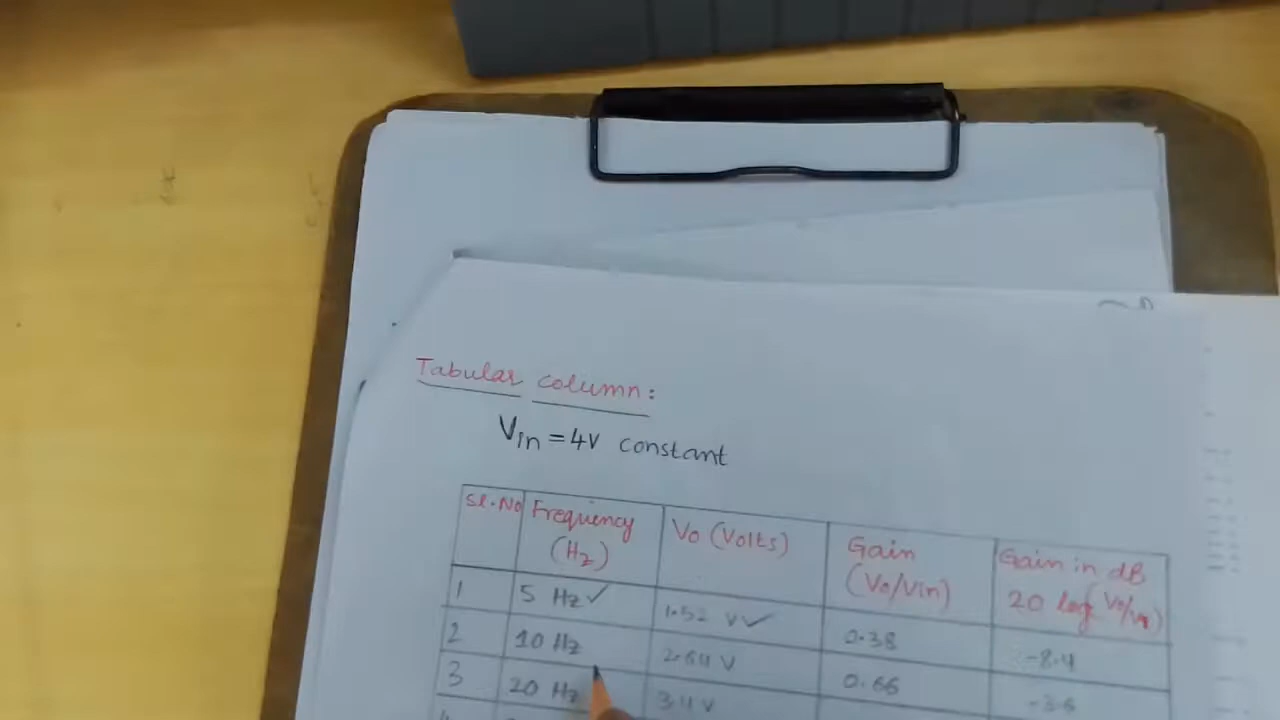 Tabular column:
Vin = 4V constant
Sl.No Frequency (Hz) Vo (Volts) Gain (Vo/Vin) Gain in dB 20 log(Vo/Vin)
1 5 Hz ✓ 1.52 V ✓ 0.38 -8.4
2 10 Hz 2.64 V 0.66 -3.6
3 20 Hz